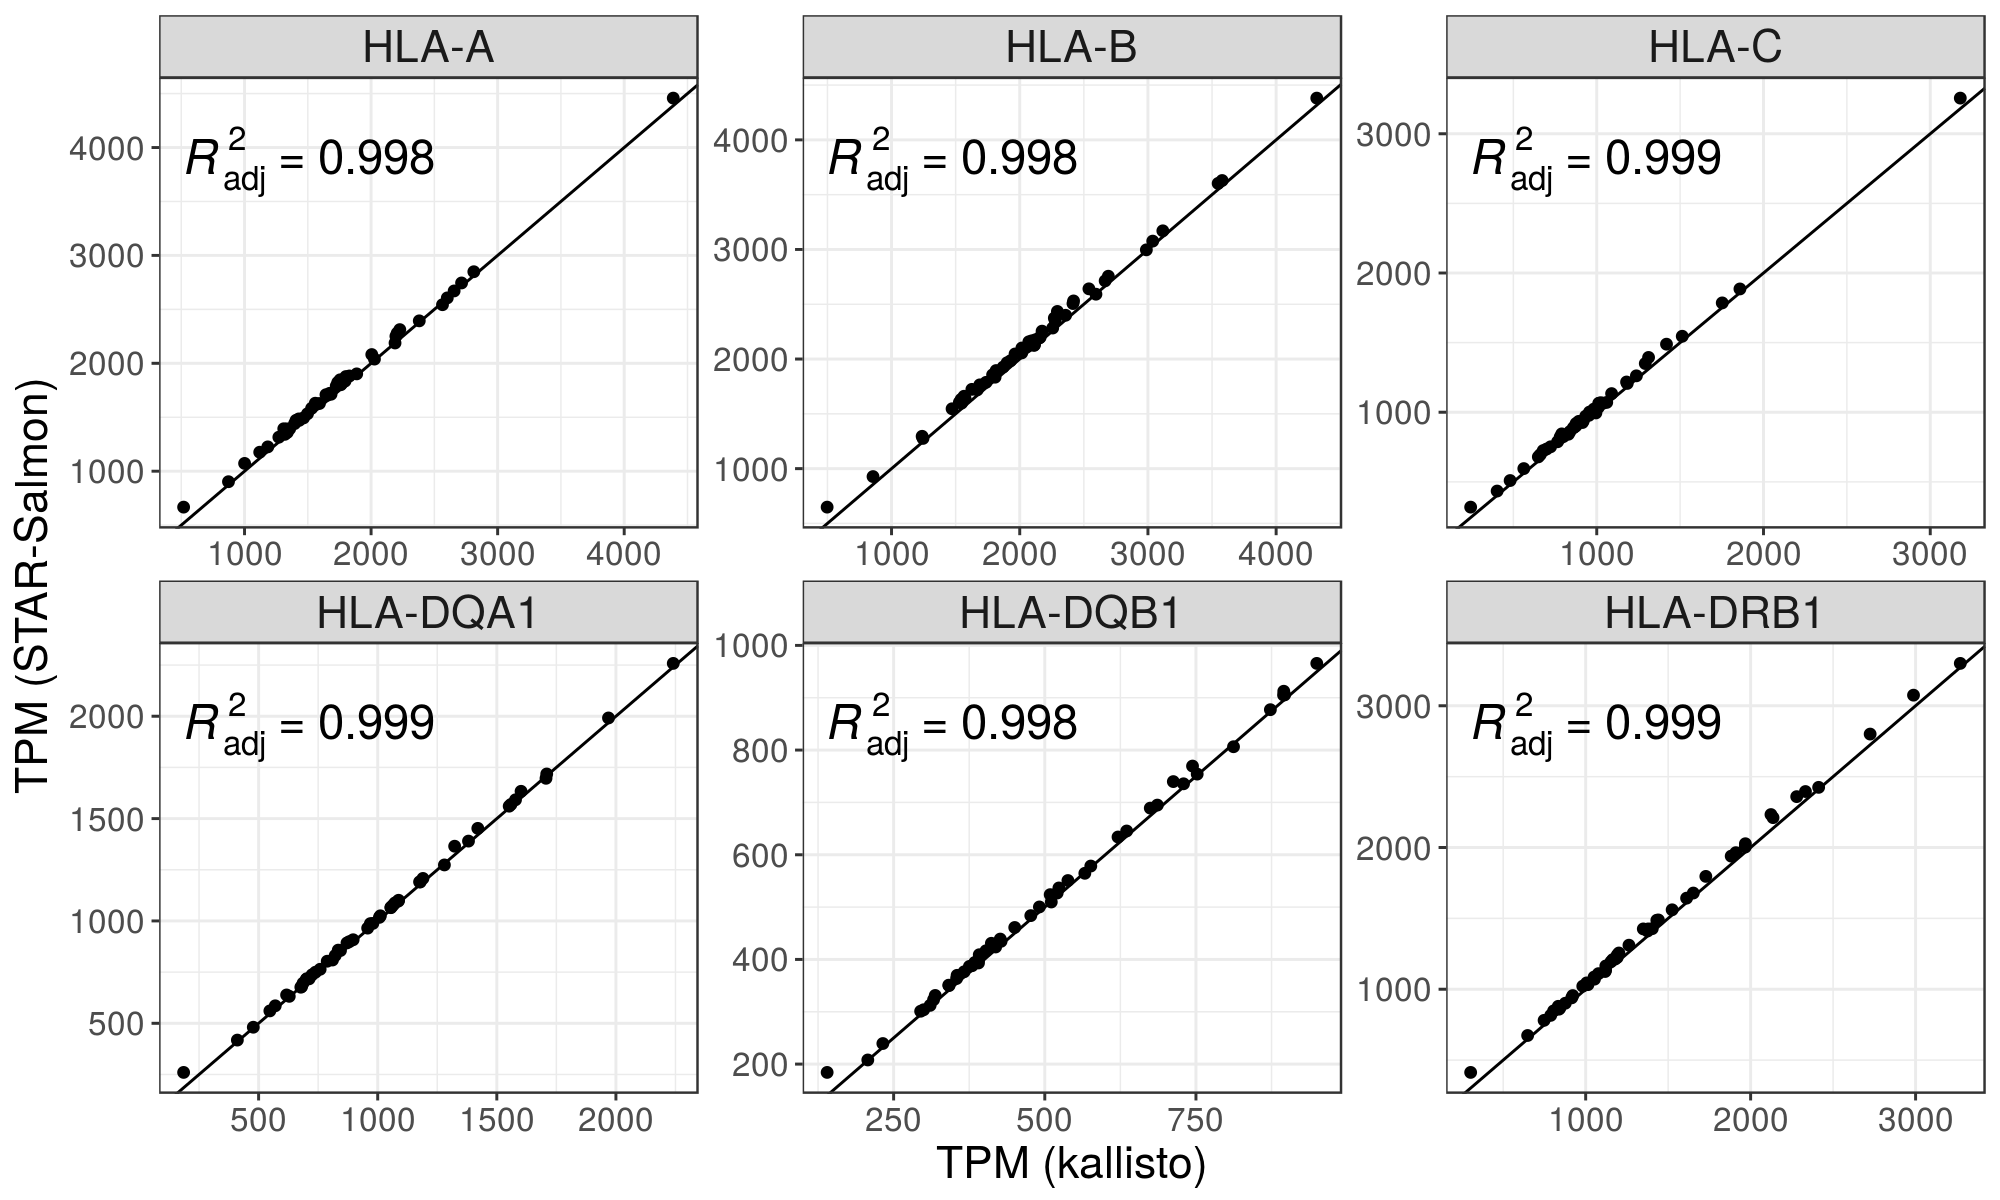 HLA-A
HLA-B
HLA-C
R²adj = 0.998
R²adj = 0.998
R²adj = 0.999
4000
3000
2000
1000
4000
3000
2000
1000
3000
2000
1000
1000 2000 3000 4000
1000 2000 3000 4000
1000 2000 3000
HLA-DQA1
HLA-DQB1
HLA-DRB1
R²adj = 0.999
R²adj = 0.998
R²adj = 0.999
2000
1500
1000
500
1000
800
600
400
200
3000
2000
1000
500 1000 1500 2000
250 500 750
1000 2000 3000
TPM (STAR-Salmon)
TPM (kallisto)